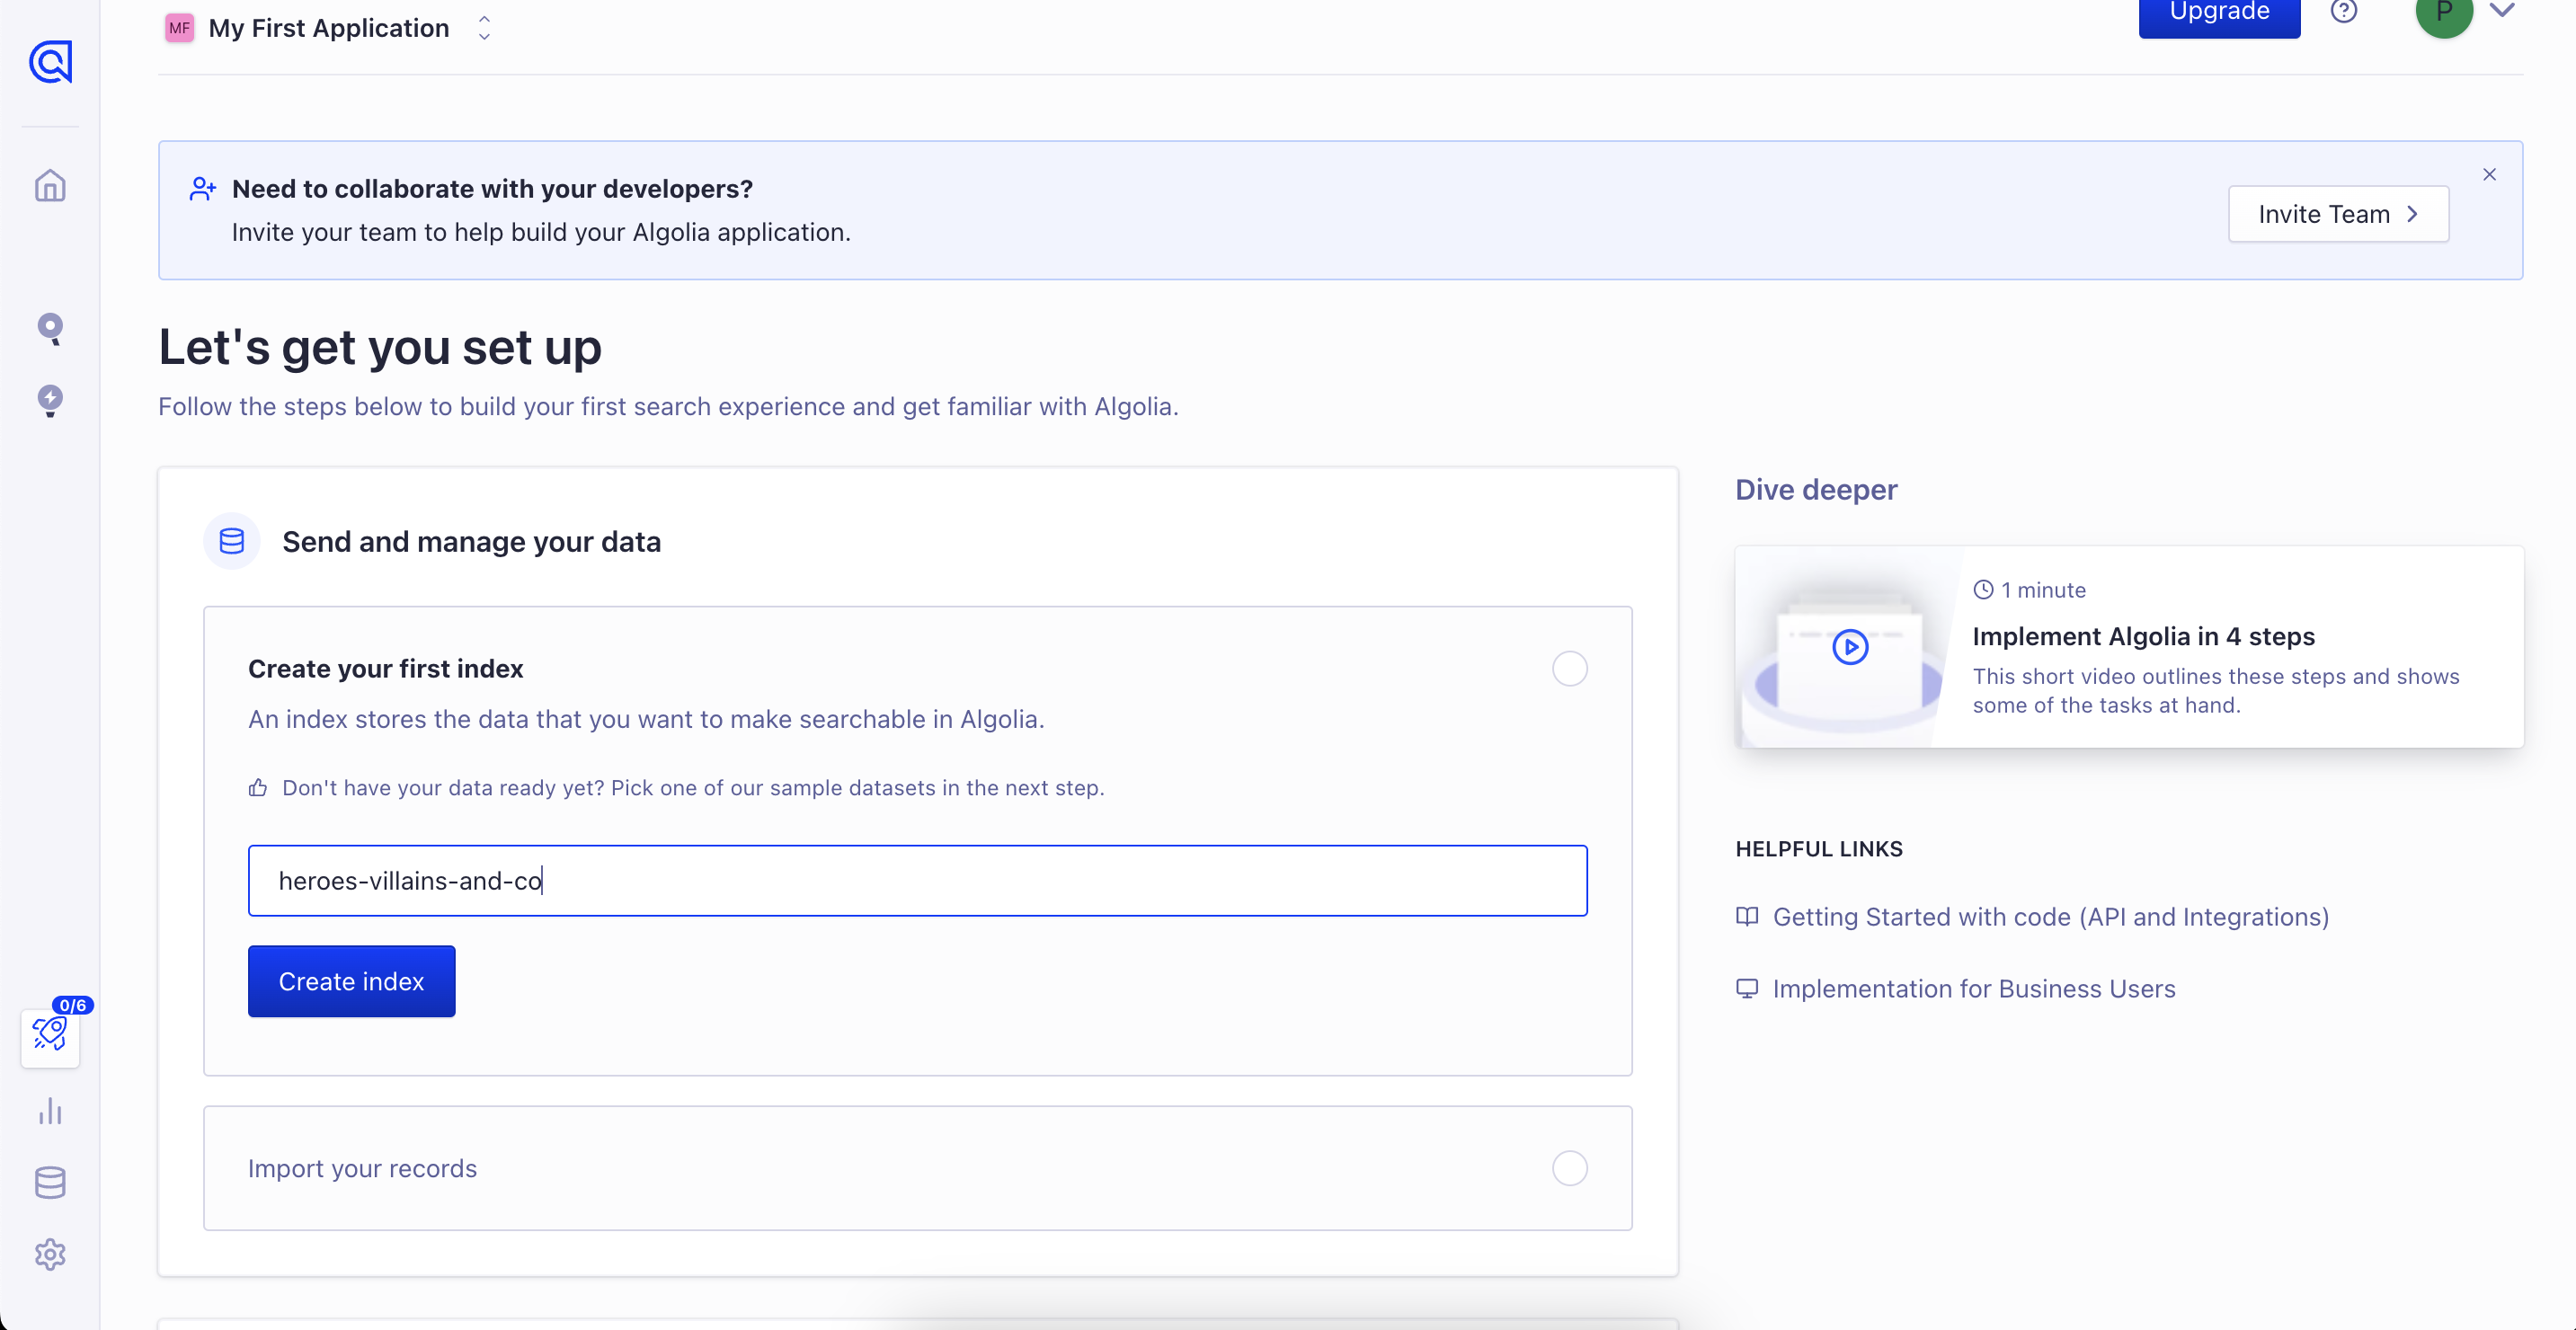 MF My First Application
Upgrade
P
Need to collaborate with your developers?
Invite your team to help build your Algolia application.
Invite Team
Let's get you set up
Follow the steps below to build your first search experience and get familiar with Algolia.
Send and manage your data
Create your first index
An index stores the data that you want to make searchable in Algolia.
Don't have your data ready yet? Pick one of our sample datasets in the next step.
heroes-villains-and-co
Create index
Import your records
Dive deeper
1 minute
Implement Algolia in 4 steps
This short video outlines these steps and shows
some of the tasks at hand.
HELPFUL LINKS
Getting Started with code (API and Integrations)
Implementation for Business Users
0/6